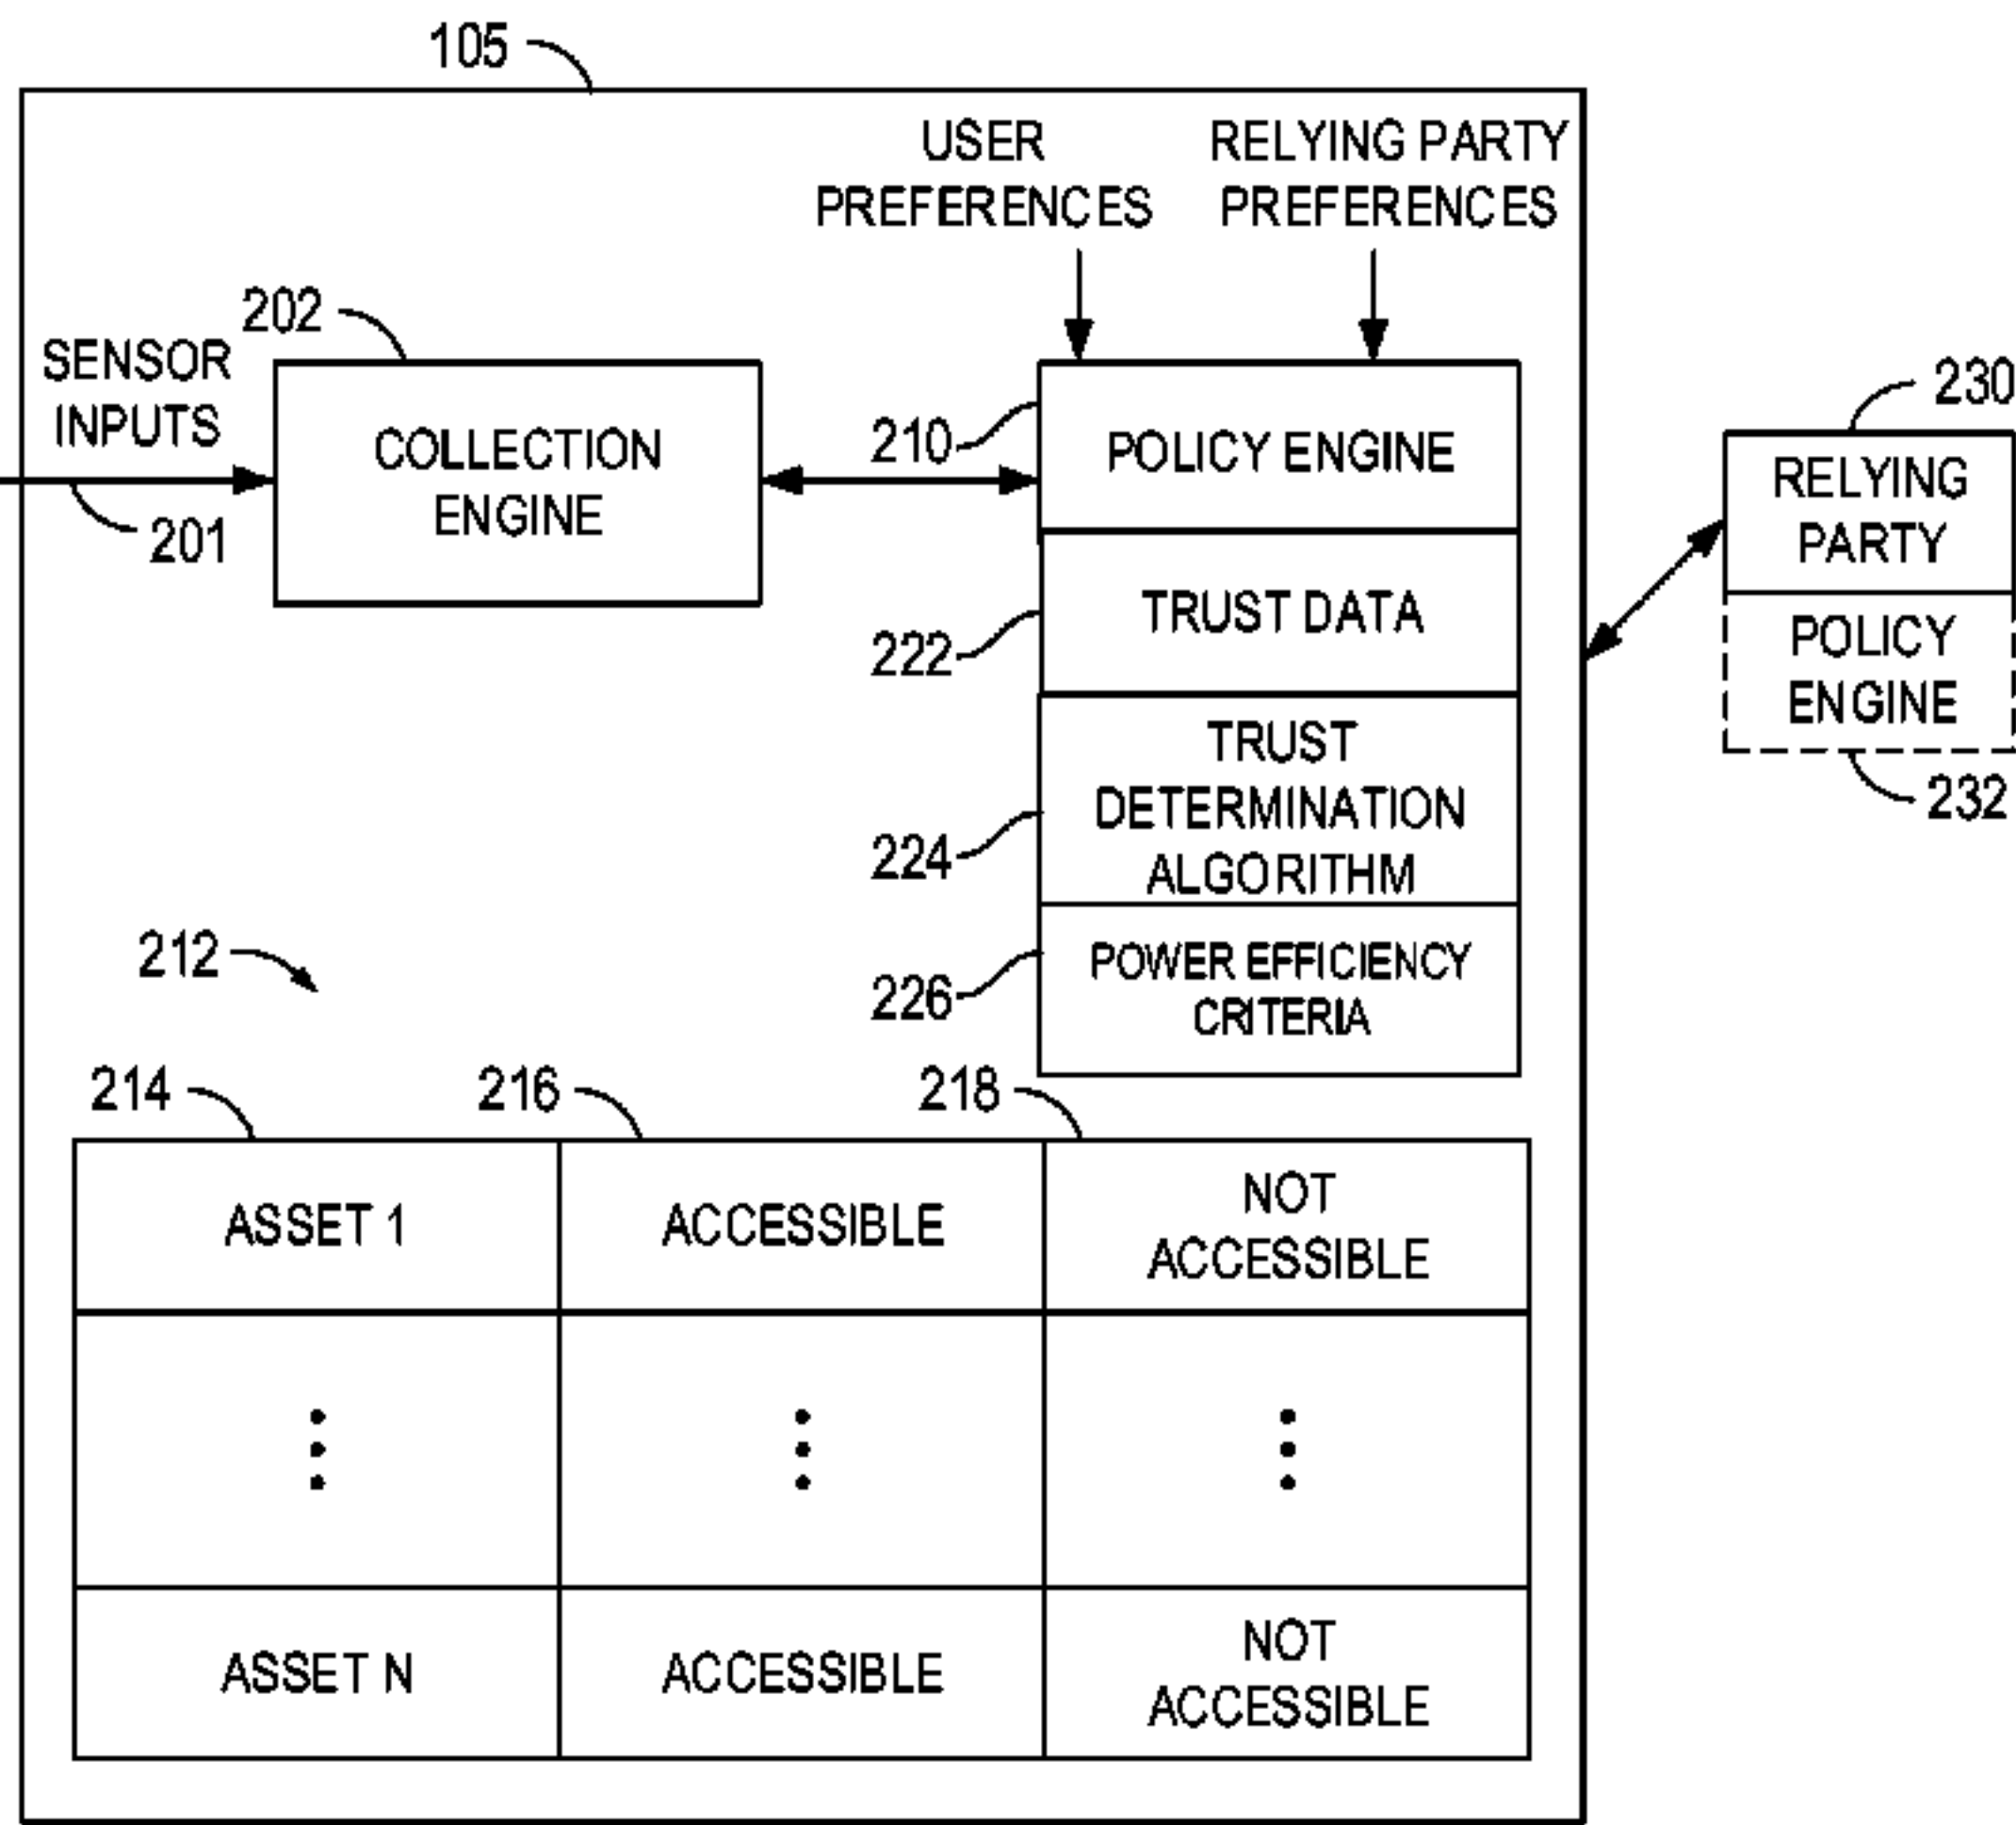 105
USER
PREFERENCES
RELYING PARTY
PREFERENCES
202
SENSOR
INPUTS
201
COLLECTION
ENGINE
210
POLICY ENGINE
222
TRUST DATA
224
TRUST
DETERMINATION
ALGORITHM
226
POWER EFFICIENCY
CRITERIA
230
RELYING
PARTY
POLICY
ENGINE
232
212
214
216
218
ASSET 1
ACCESSIBLE
NOT
ACCESSIBLE
ASSET N
ACCESSIBLE
NOT
ACCESSIBLE